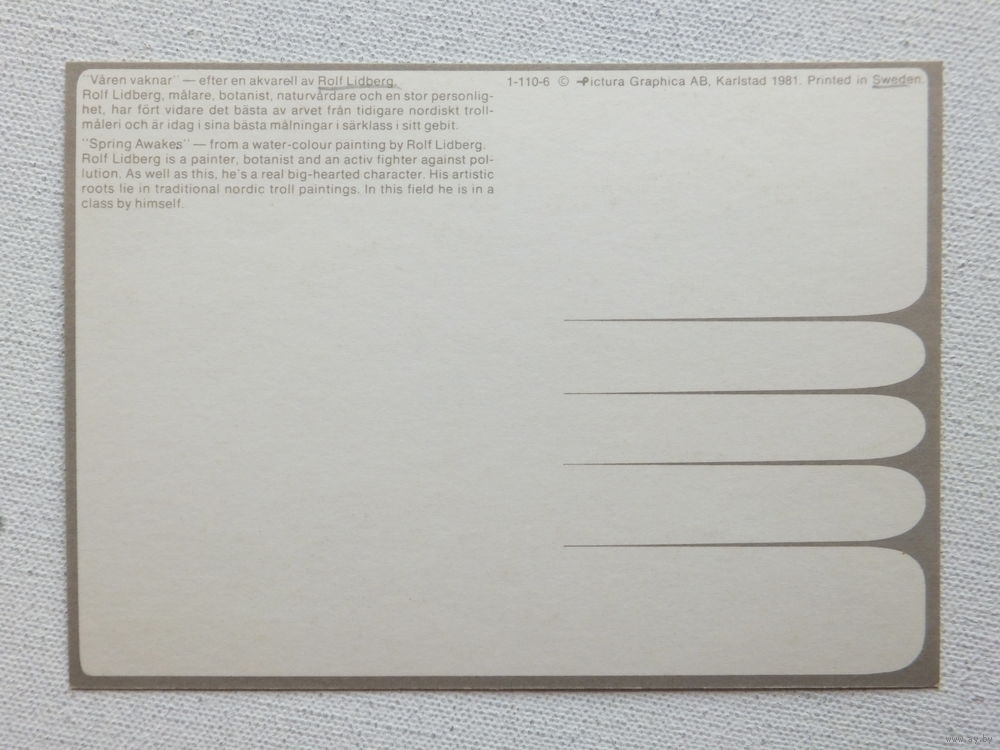 "Våren vaknar" — efter en akvarell av Rolf Lidberg.
Rolf Lidberg, målare, botanist, naturvårdare och en stor personlig-
het, har fört vidare det bästa av arvet från tidigare nordiskt troll-
måleri och är idag i sina bästa målningar i särklass i sitt gebit.
"Spring Awakes" — from a water-colour painting by Rolf Lidberg.
Rolf Lidberg is a painter, botanist and an activ fighter against pol-
lution. As well as this, he's a real big-hearted character. His artistic
roots lie in traditional nordic troll paintings. In this field he is in a
class by himself.
1-110-6 © Pictura Graphica AB, Karlstad 1981. Printed in Sweden.
www.ay.by